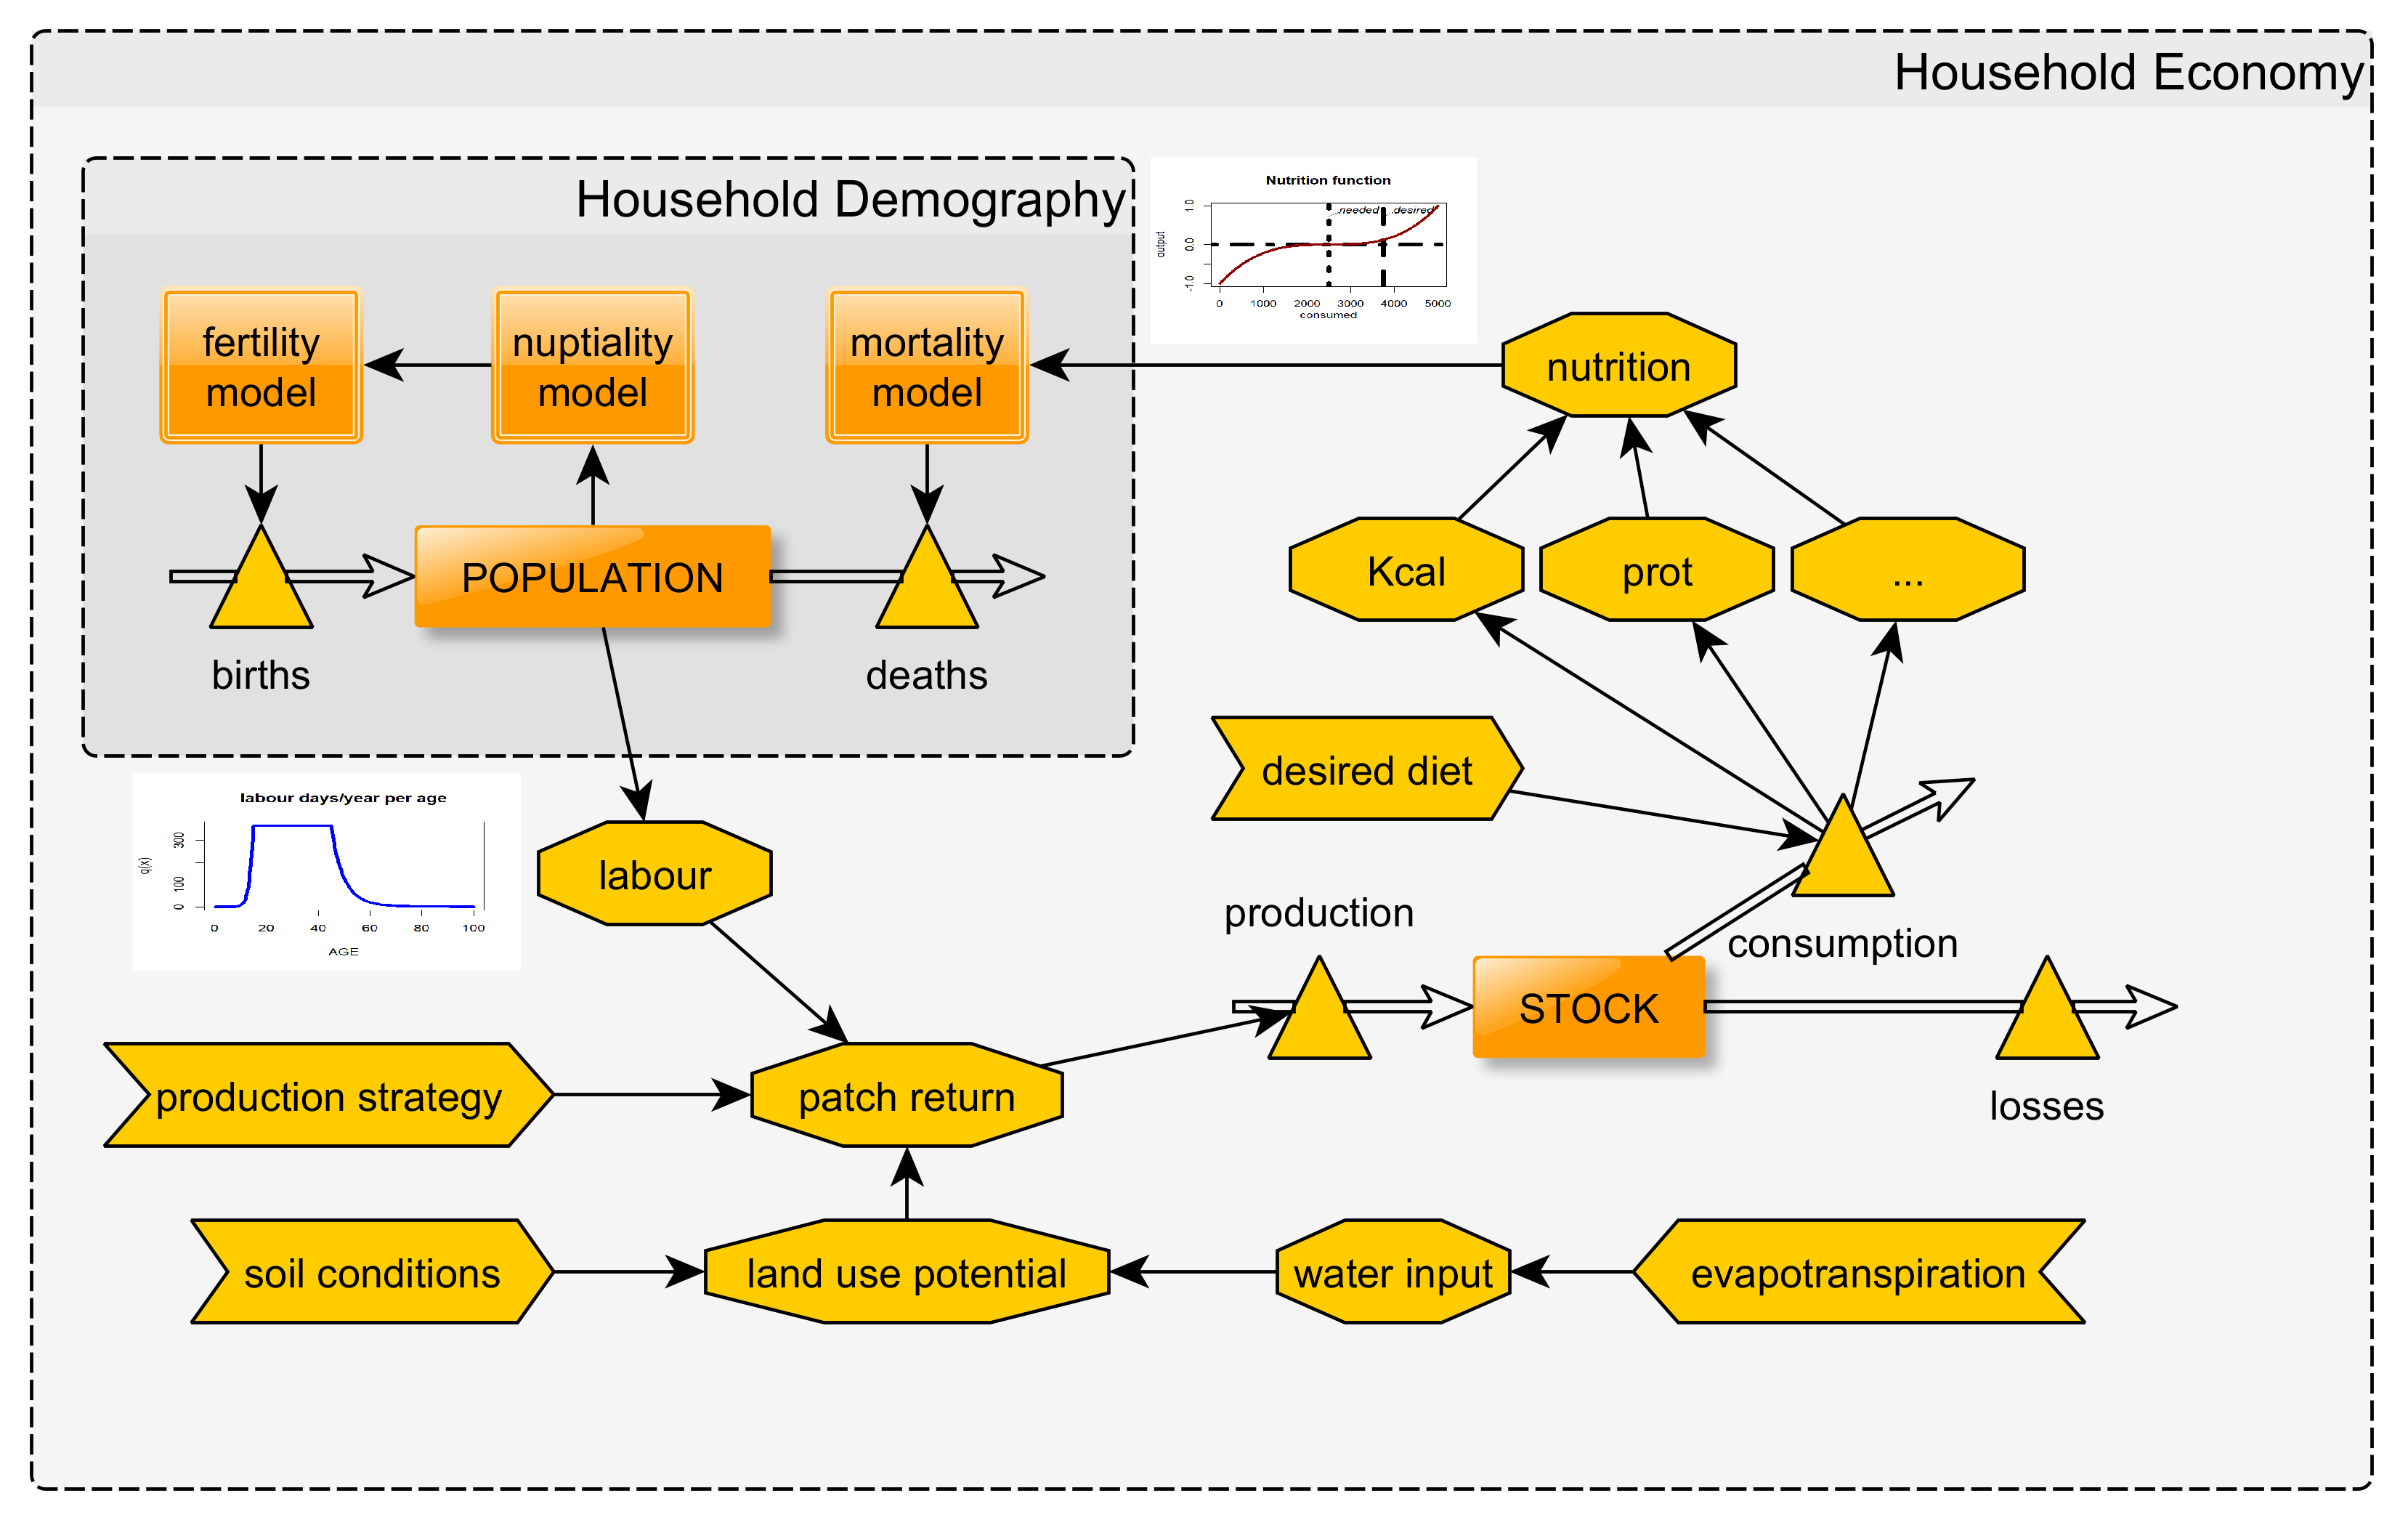 Household Economy
Household Demography
Nutrition function
needed
desired
output
1.0
0.0
-1.0
0 1000 2000 3000 4000 5000
consumed
fertility
model
nuptiality
model
mortality
model
nutrition
POPULATION
births
deaths
Kcal
prot
...
desired diet
labour days/year per age
q(x)
300
100
0
0 20 40 60 80 100
AGE
labour
production
consumption
STOCK
losses
production strategy
patch return
soil conditions
land use potential
water input
evapotranspiration